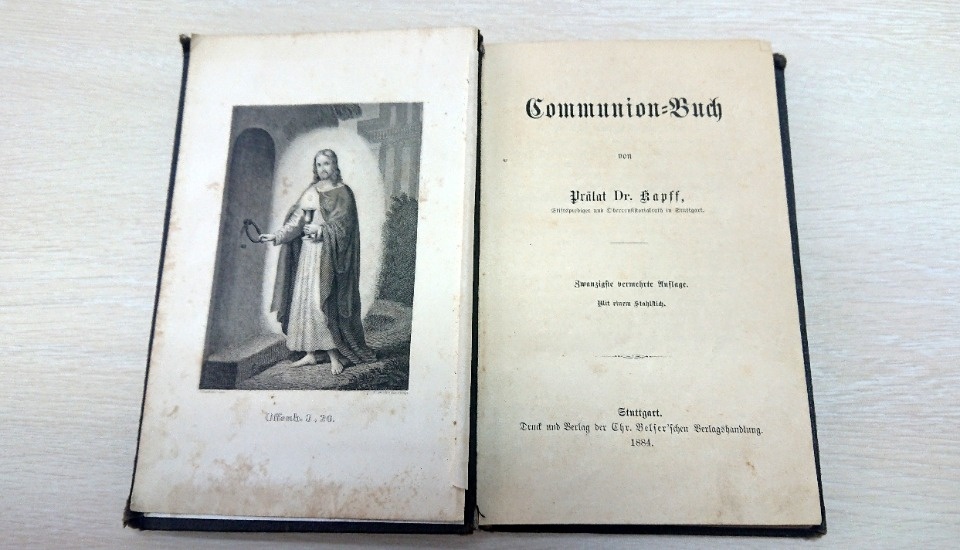 Offenb. 3, 20.
Communion-Buch
von
Prälat Dr. Kapff,
Stiftsprediger und Oberconsistorialrath in Stuttgart.
Zwanzigste vermehrte Auflage.
Mit einem Stahlstich.
Stuttgart.
Druck und Verlag der Chr. Belser'schen Verlagshandlung.
1884.